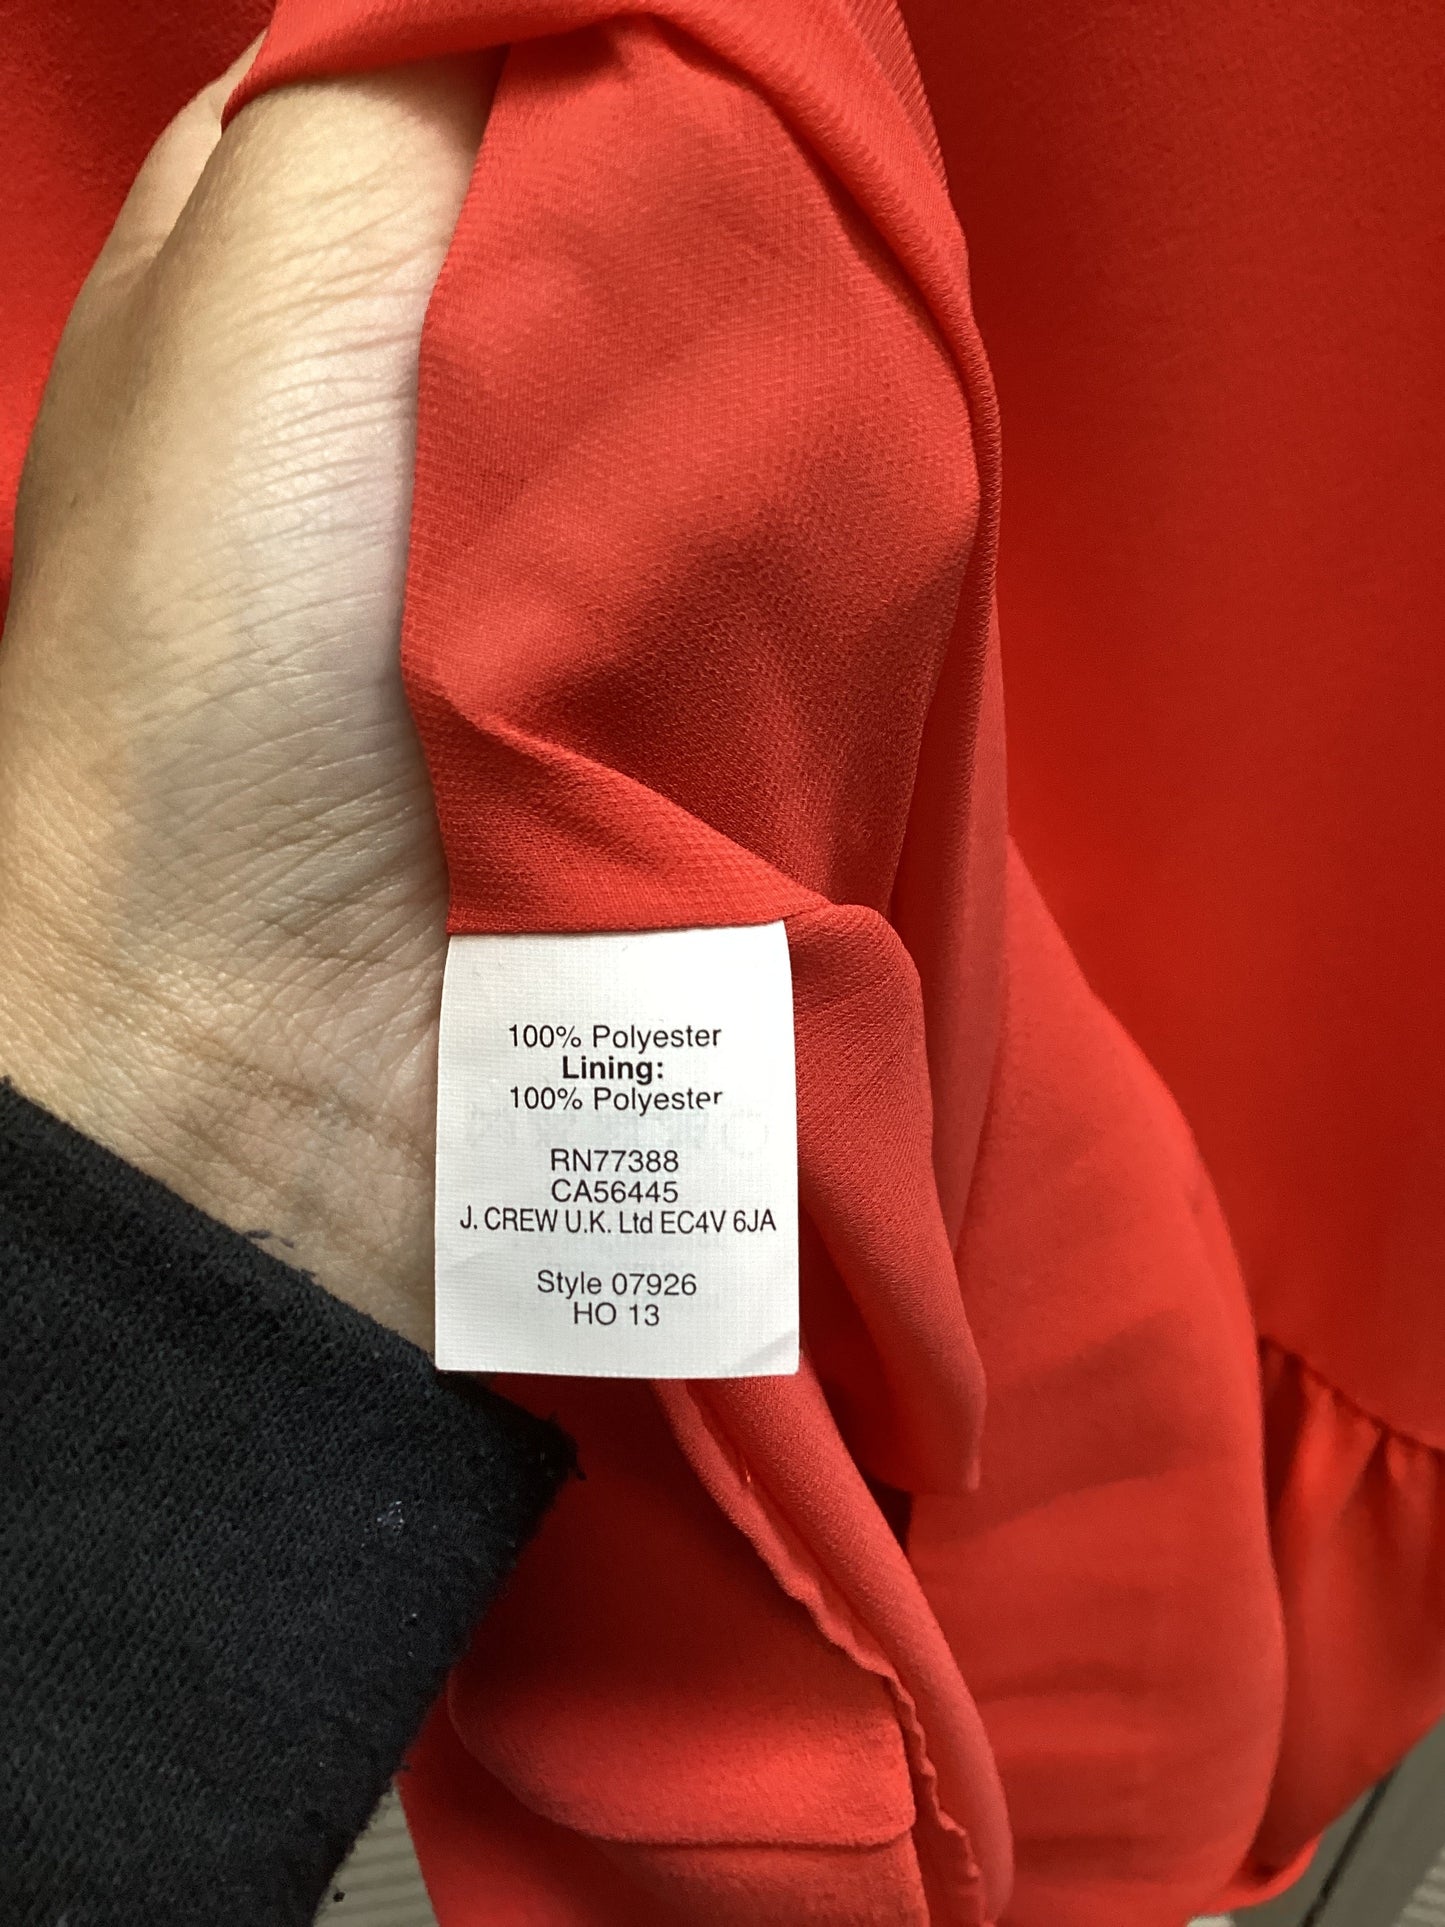 100% Polyester
Lining:
100% Polyester
RN77388
CA56445
J. CREW U.K. Ltd EC4V 6JA
Style 07926
HO 13